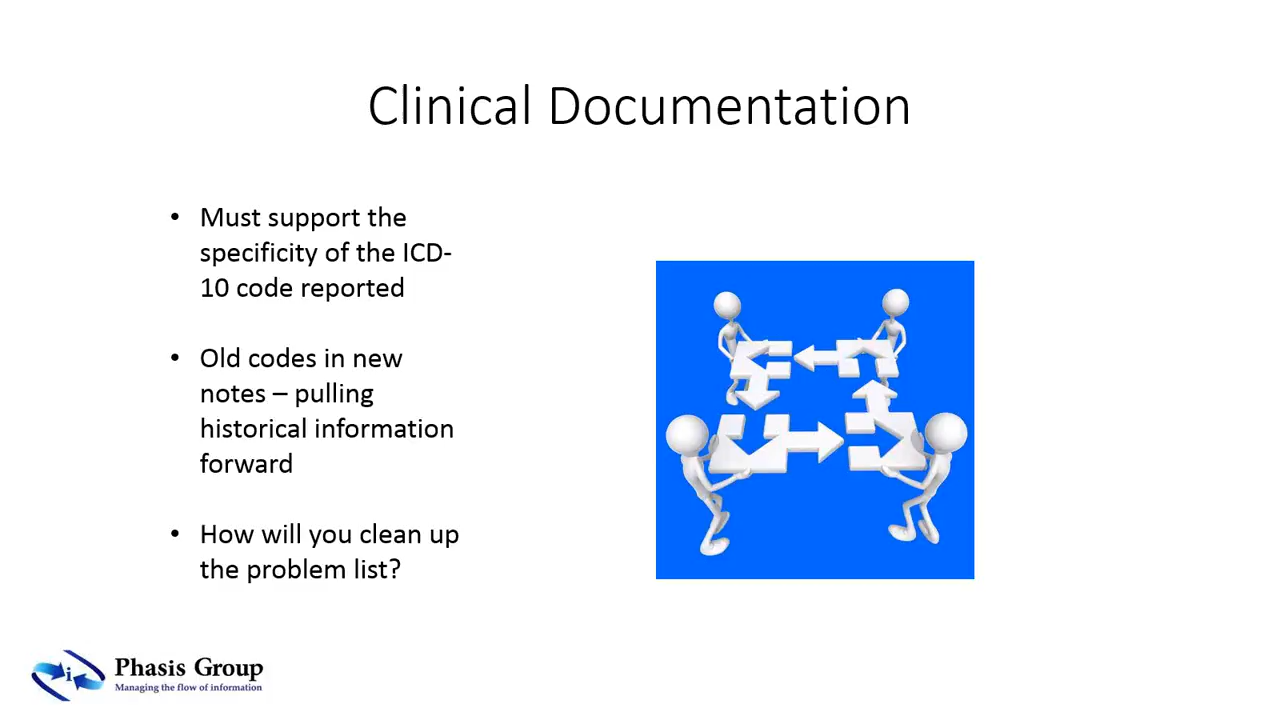 Clinical Documentation
• Must support the
specificity of the ICD-
10 code reported
• Old codes in new
notes – pulling
historical information
forward
• How will you clean up
the problem list?
i
Phasis Group
Managing the flow of information